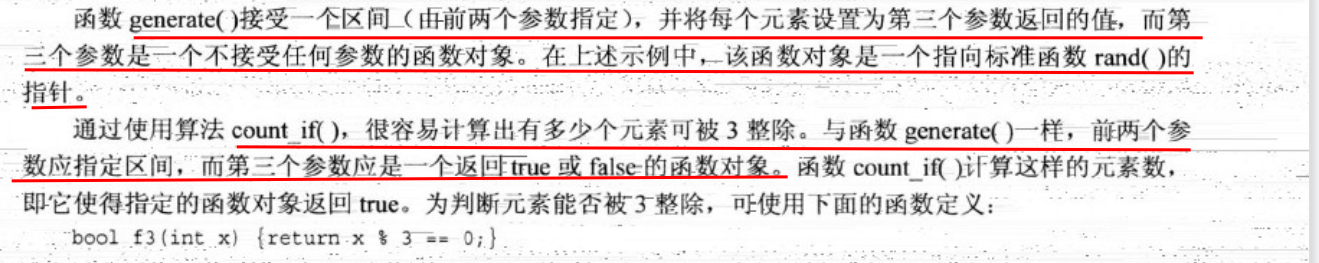 函数 generate( )接受一个区间（由前两个参数指定），并将每个元素设置为第三个参数返回的值，而第
三个参数是一个不接受任何参数的函数对象。在上述示例中，该函数对象是一个指向标准函数 rand( )的
指针。
通过使用算法 count_if( )，很容易计算出有多少个元素可被 3 整除。与函数 generate( )一样，前两个参
数应指定区间，而第三个参数应是一个返回 true 或 false 的函数对象。函数 count_if( )计算这样的元素数，
即它使得指定的函数对象返回 true。为判断元素能否被 3 整除，可使用下面的函数定义：
bool f3(int x) {return x % 3 == 0;}